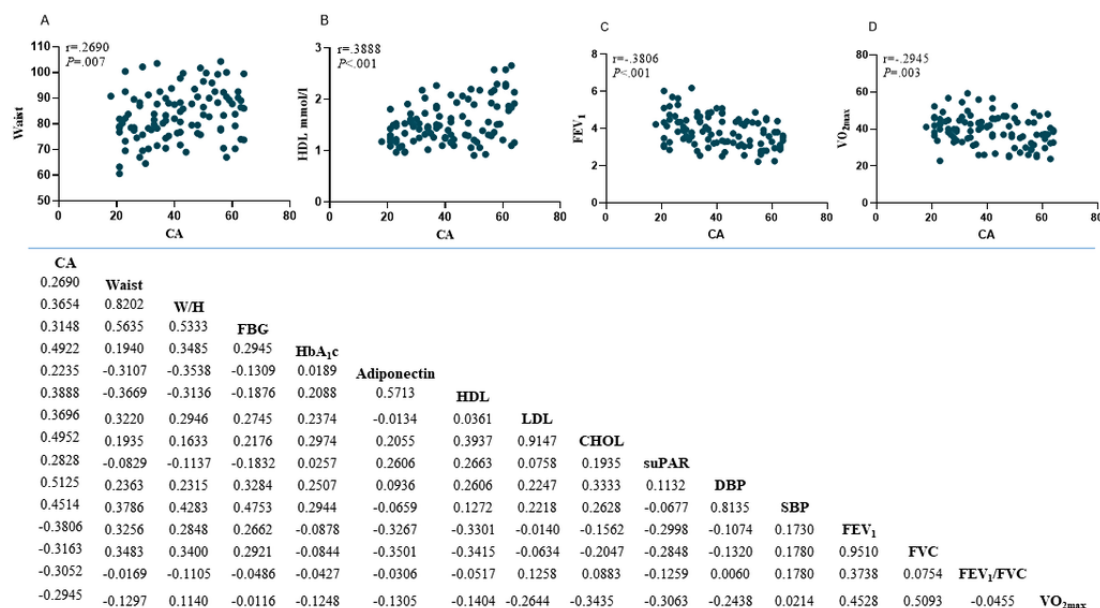 A
r=.2690
P=.007
110
100
90
80
70
60
50
0 20 40 60 80
Waist
CA
B
r=.3888
P<.001
3
2
1
0
0 20 40 60 80
HDL mmol/l
CA
C
r=-.3806
P<.001
8
6
4
2
0
0 20 40 60 80
FEV₁
CA
D
r=-.2945
P=.003
80
60
40
20
0
0 20 40 60 80
VO₂max
CA
CA
0.2690 Waist
0.3654 0.8202 W/H
0.3148 0.5635 0.5333 FBG
0.4922 0.1940 0.3485 0.2945 HbA₁c
0.2235 -0.3107 -0.3538 -0.1309 0.0189 Adiponectin
0.3888 -0.3669 -0.3136 -0.1876 0.2088 0.5713 HDL
0.3696 0.3220 0.2946 0.2745 0.2374 -0.0134 0.0361 LDL
0.4952 0.1935 0.1633 0.2176 0.2974 0.2055 0.3937 0.9147 CHOL
0.2828 -0.0829 -0.1137 -0.1832 0.0257 0.2606 0.2663 0.0758 0.1935 suPAR
0.5125 0.2363 0.2315 0.3284 0.2507 0.0936 0.2606 0.2247 0.3333 0.1132 DBP
0.4514 0.3786 0.4283 0.4753 0.2944 -0.0659 0.1272 0.2218 0.2628 -0.0677 0.8135 SBP
-0.3806 0.3256 0.2848 0.2662 -0.0878 -0.3267 -0.3301 -0.0140 -0.1562 -0.2998 -0.1074 0.1730 FEV₁
-0.3163 0.3483 0.3400 0.2921 -0.0844 -0.3501 -0.3415 -0.0634 -0.2047 -0.2848 -0.1320 0.1780 0.9510 FVC
-0.3052 -0.0169 -0.1105 -0.0486 -0.0427 -0.0306 -0.0517 0.1258 0.0883 -0.1259 0.0060 0.1780 0.3738 0.0754 FEV₁/FVC
-0.2945 -0.1297 0.1140 -0.0116 -0.1248 -0.1305 -0.1404 -0.2644 -0.3435 -0.3063 -0.2438 0.0214 0.4528 0.5093 -0.0455 VO₂max